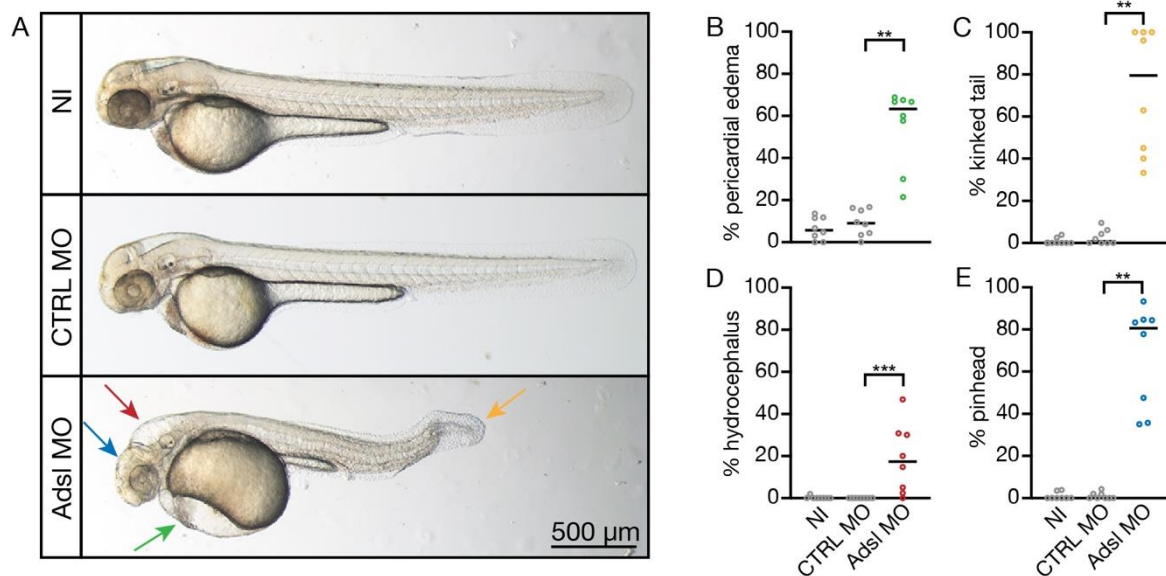 A
NI
CTRL MO
Adsl MO
500 µm
B
% pericardial edema
100
80
60
40
20
0
**
C
% kinked tail
100
80
60
40
20
0
**
D
% hydrocephalus
100
80
60
40
20
0
***
NI
CTRL MO
Adsl MO
E
% pinhead
100
80
60
40
20
0
**
NI
CTRL MO
Adsl MO